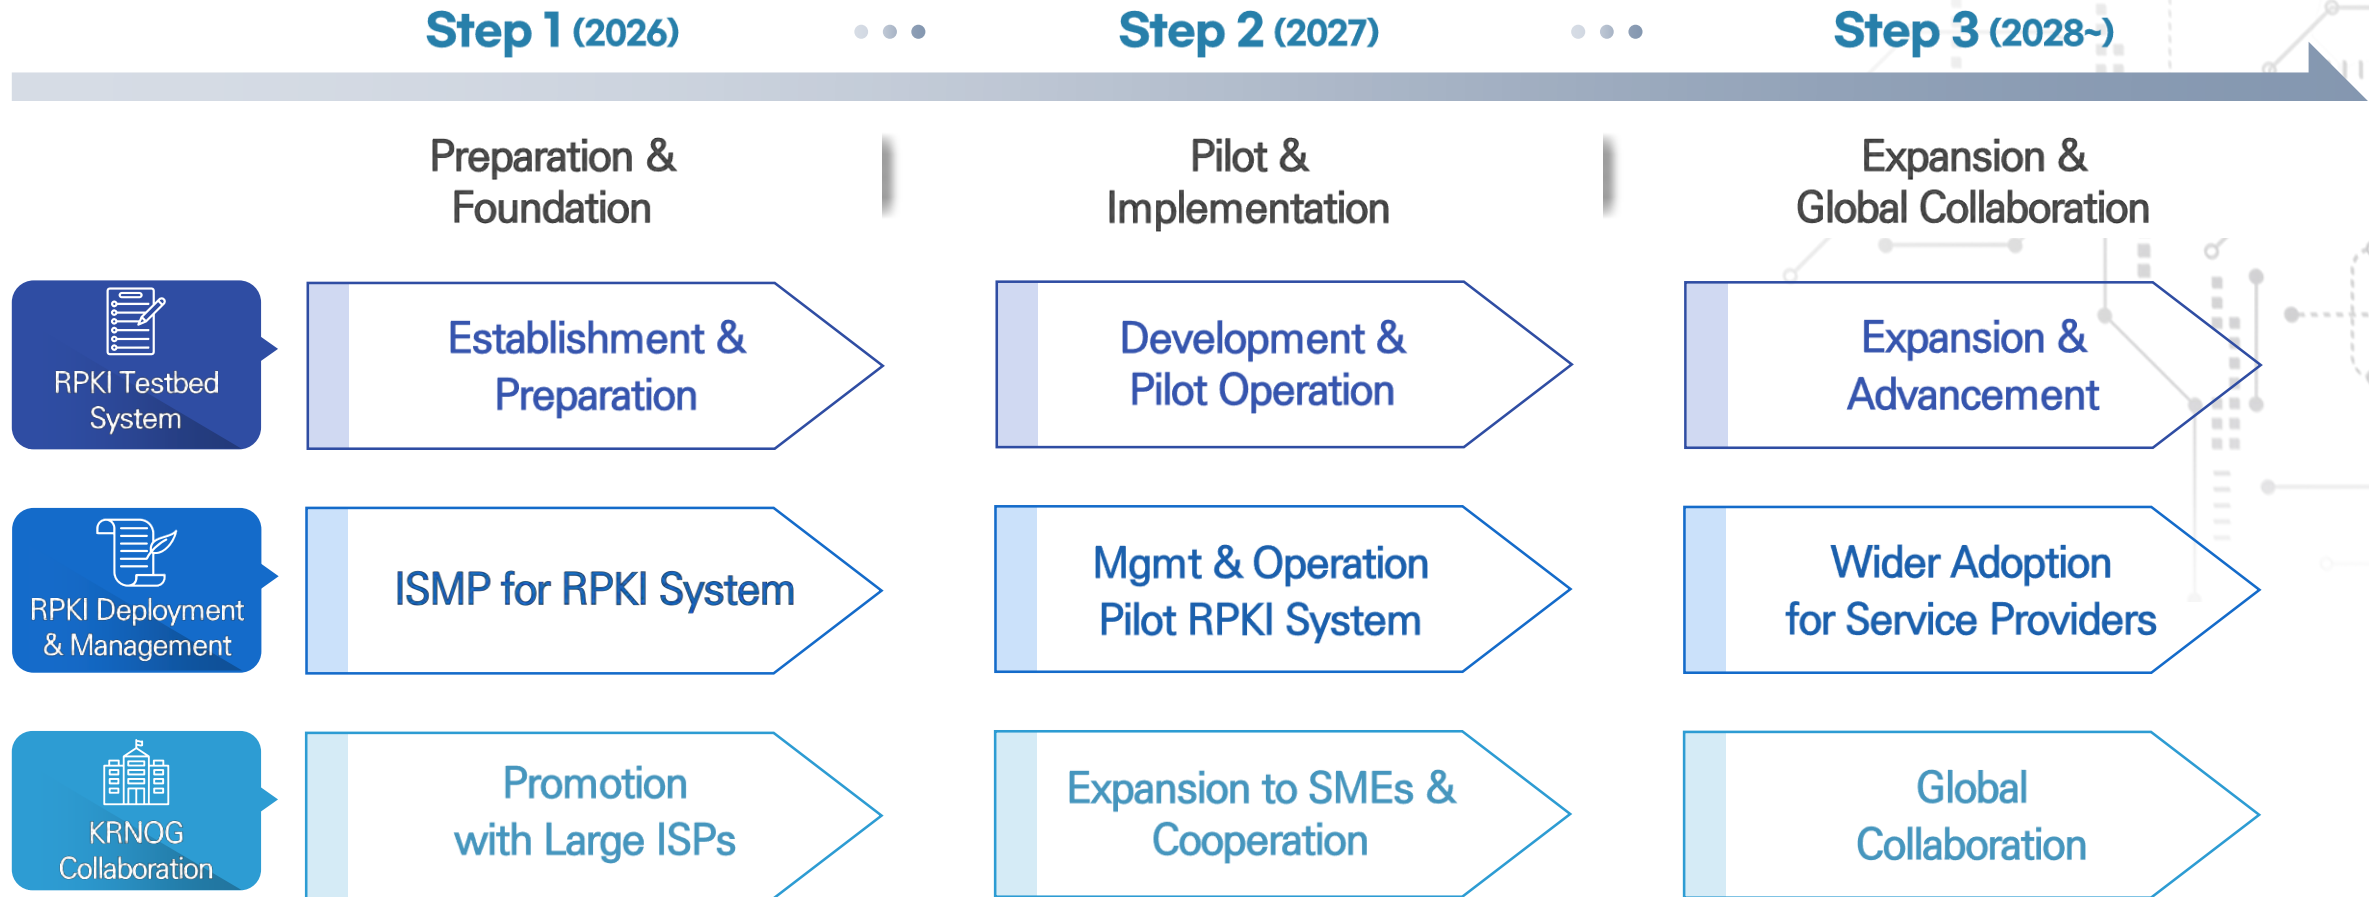 Step 1 (2026)
Step 2 (2027)
Step 3 (2028~)
Preparation &
Foundation
Pilot &
Implementation
Expansion &
Global Collaboration
RPKI Testbed
System
Establishment &
Preparation
Development &
Pilot Operation
Expansion &
Advancement
RPKI Deployment
& Management
ISMP for RPKI System
Mgmt & Operation
Pilot RPKI System
Wider Adoption
for Service Providers
KRNOG
Collaboration
Promotion
with Large ISPs
Expansion to SMEs &
Cooperation
Global
Collaboration